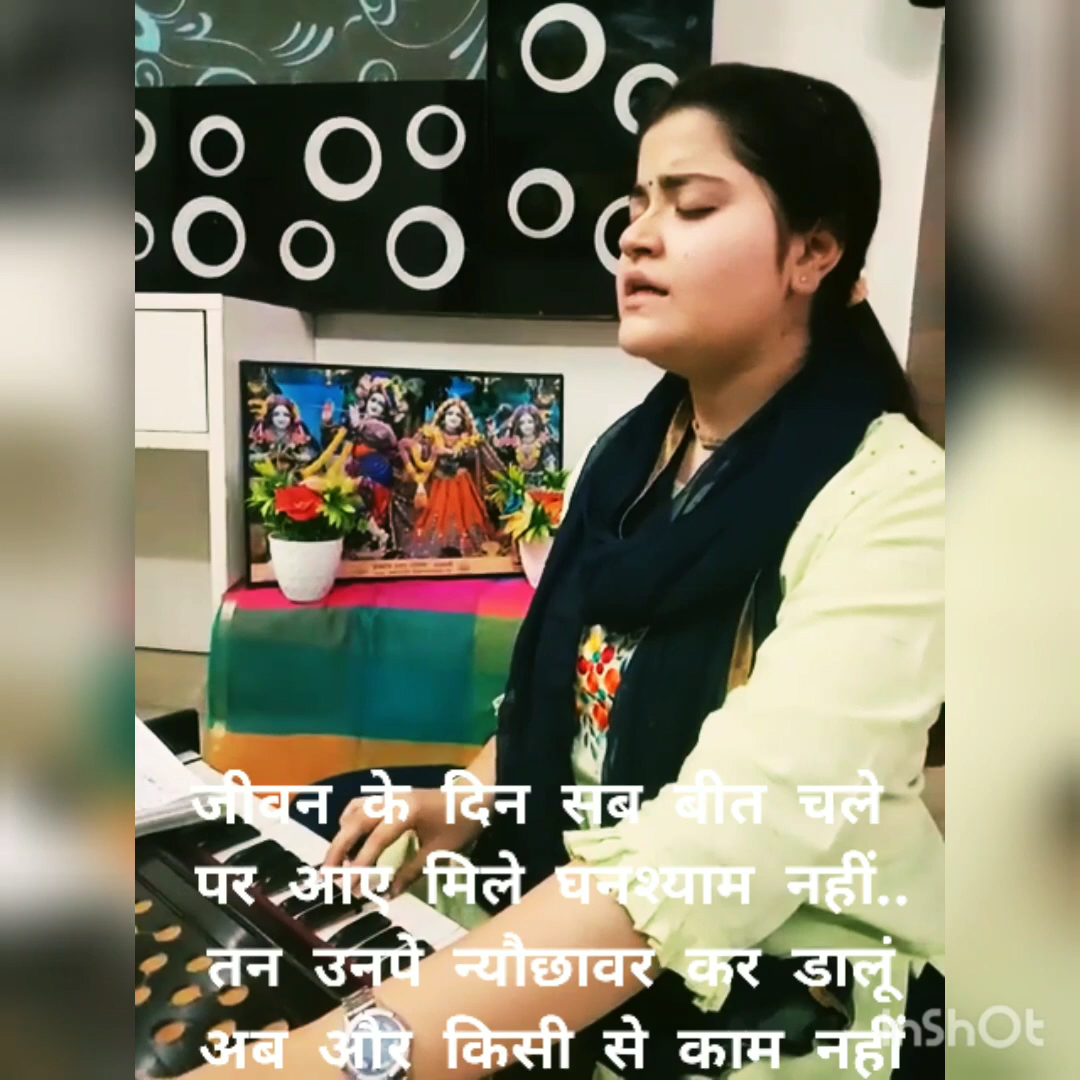 जीवन के दिन सब बीत चले
पर आए मिले घनश्याम नहीं..
तन उनपे न्यौछावर कर डालूं
अब और किसी से काम नहीं
InShOt